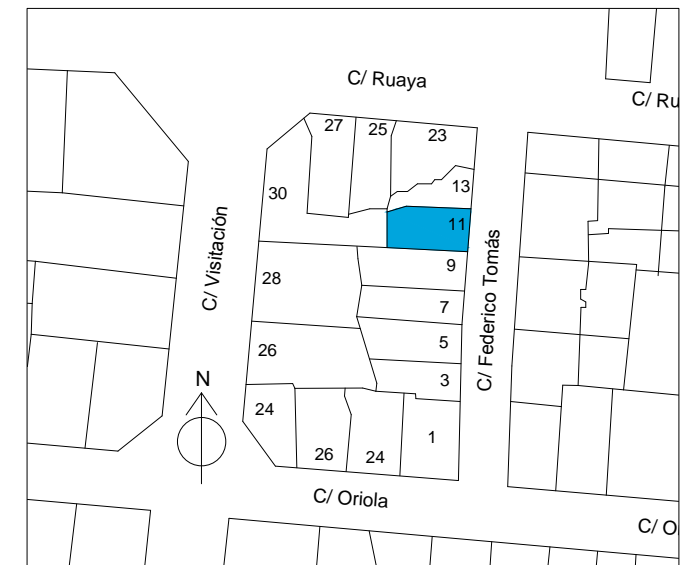 C/ Ruaya
C/ Ru
27
25
23
13
30
11
C/ Visitación
9
C/ Federico Tomás
28
7
5
26
3
N
24
26
24
1
C/ Oriola
C/ O